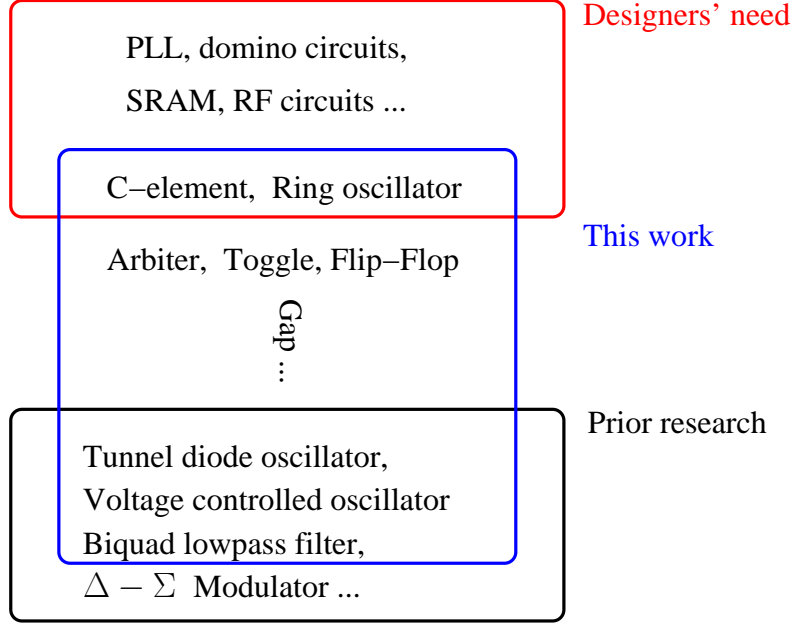 Designers’ need
PLL, domino circuits,
SRAM, RF circuits ...
C−element, Ring oscillator
This work
Arbiter, Toggle, Flip−Flop
Gap ...
Prior research
Tunnel diode oscillator,
Voltage controlled oscillator
Biquad lowpass filter,
Δ − Σ Modulator ...